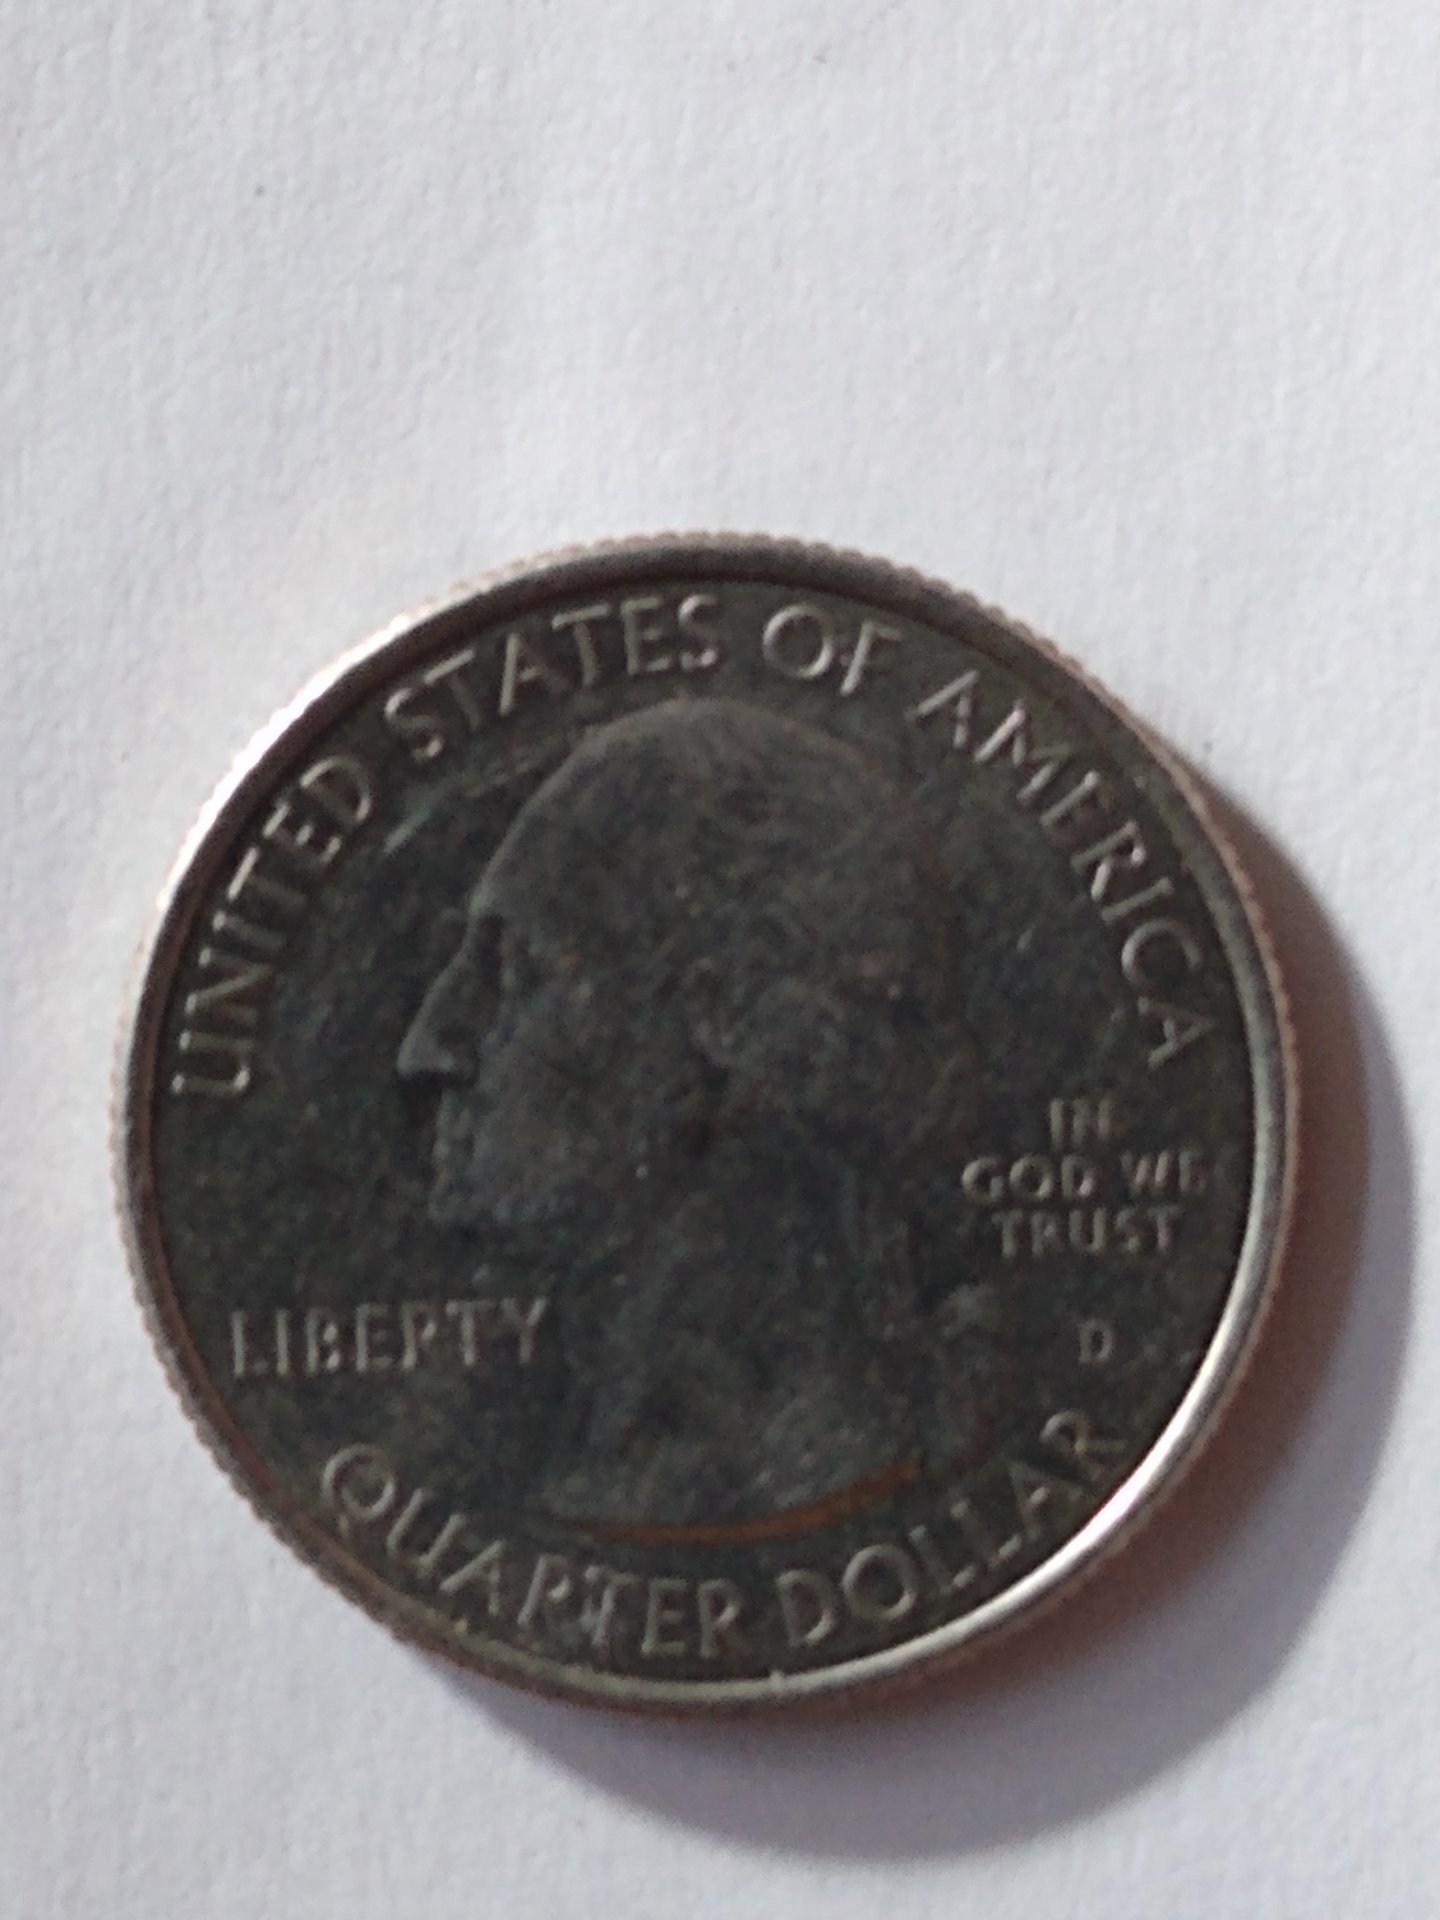 UNITED STATES OF AMERICA
IN
GOD WE
TRUST
LIBERTY
D
QUARTER DOLLAR